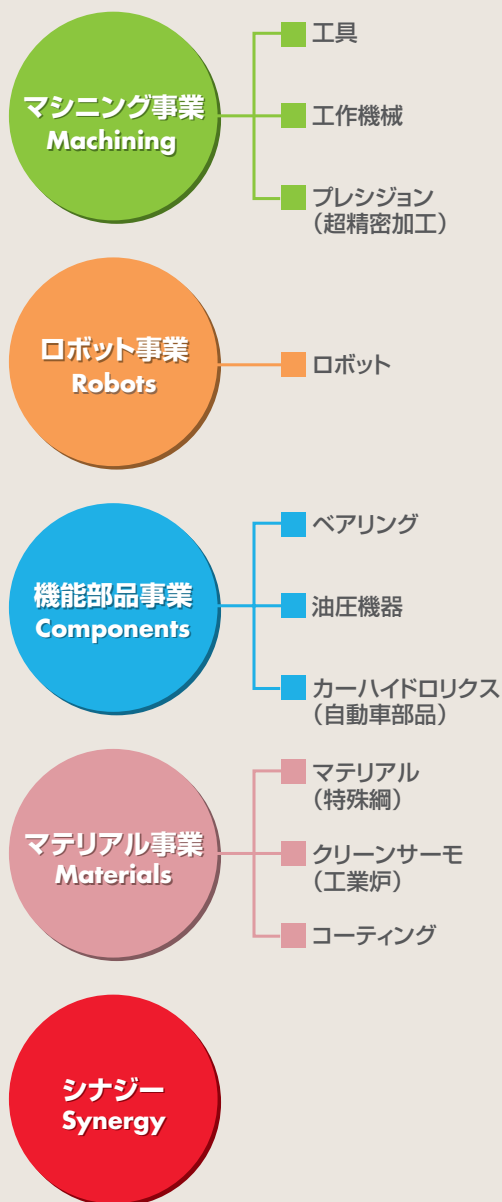 マシニング事業
Machining
工具
工作機械
プレシジョン
（超精密加工）
ロボット事業
Robots
ロボット
機能部品事業
Components
ベアリング
油圧機器
カーハイドロリクス
（自動車部品）
マテリアル事業
Materials
マテリアル
（特殊綱）
クリーンサーモ
（工業炉）
コーティング
シナジー
Synergy